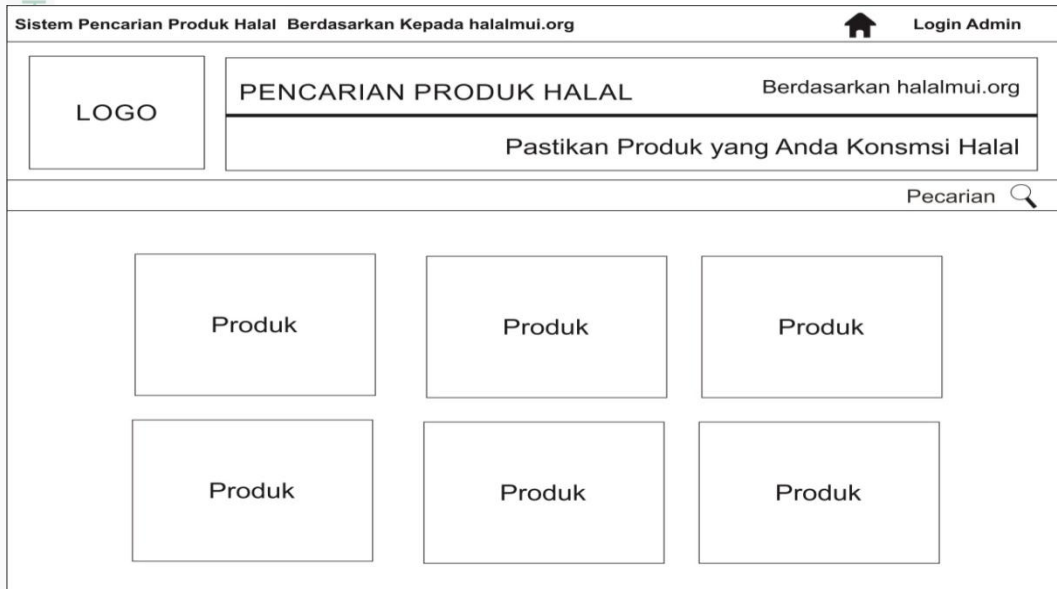 Sistem Pencarian Produk Halal Berdasarkan Kepada halalmui.org
Login Admin
LOGO
PENCARIAN PRODUK HALAL
Berdasarkan halalmui.org
Pastikan Produk yang Anda Konsmsi Halal
Pecarian
Produk
Produk
Produk
Produk
Produk
Produk